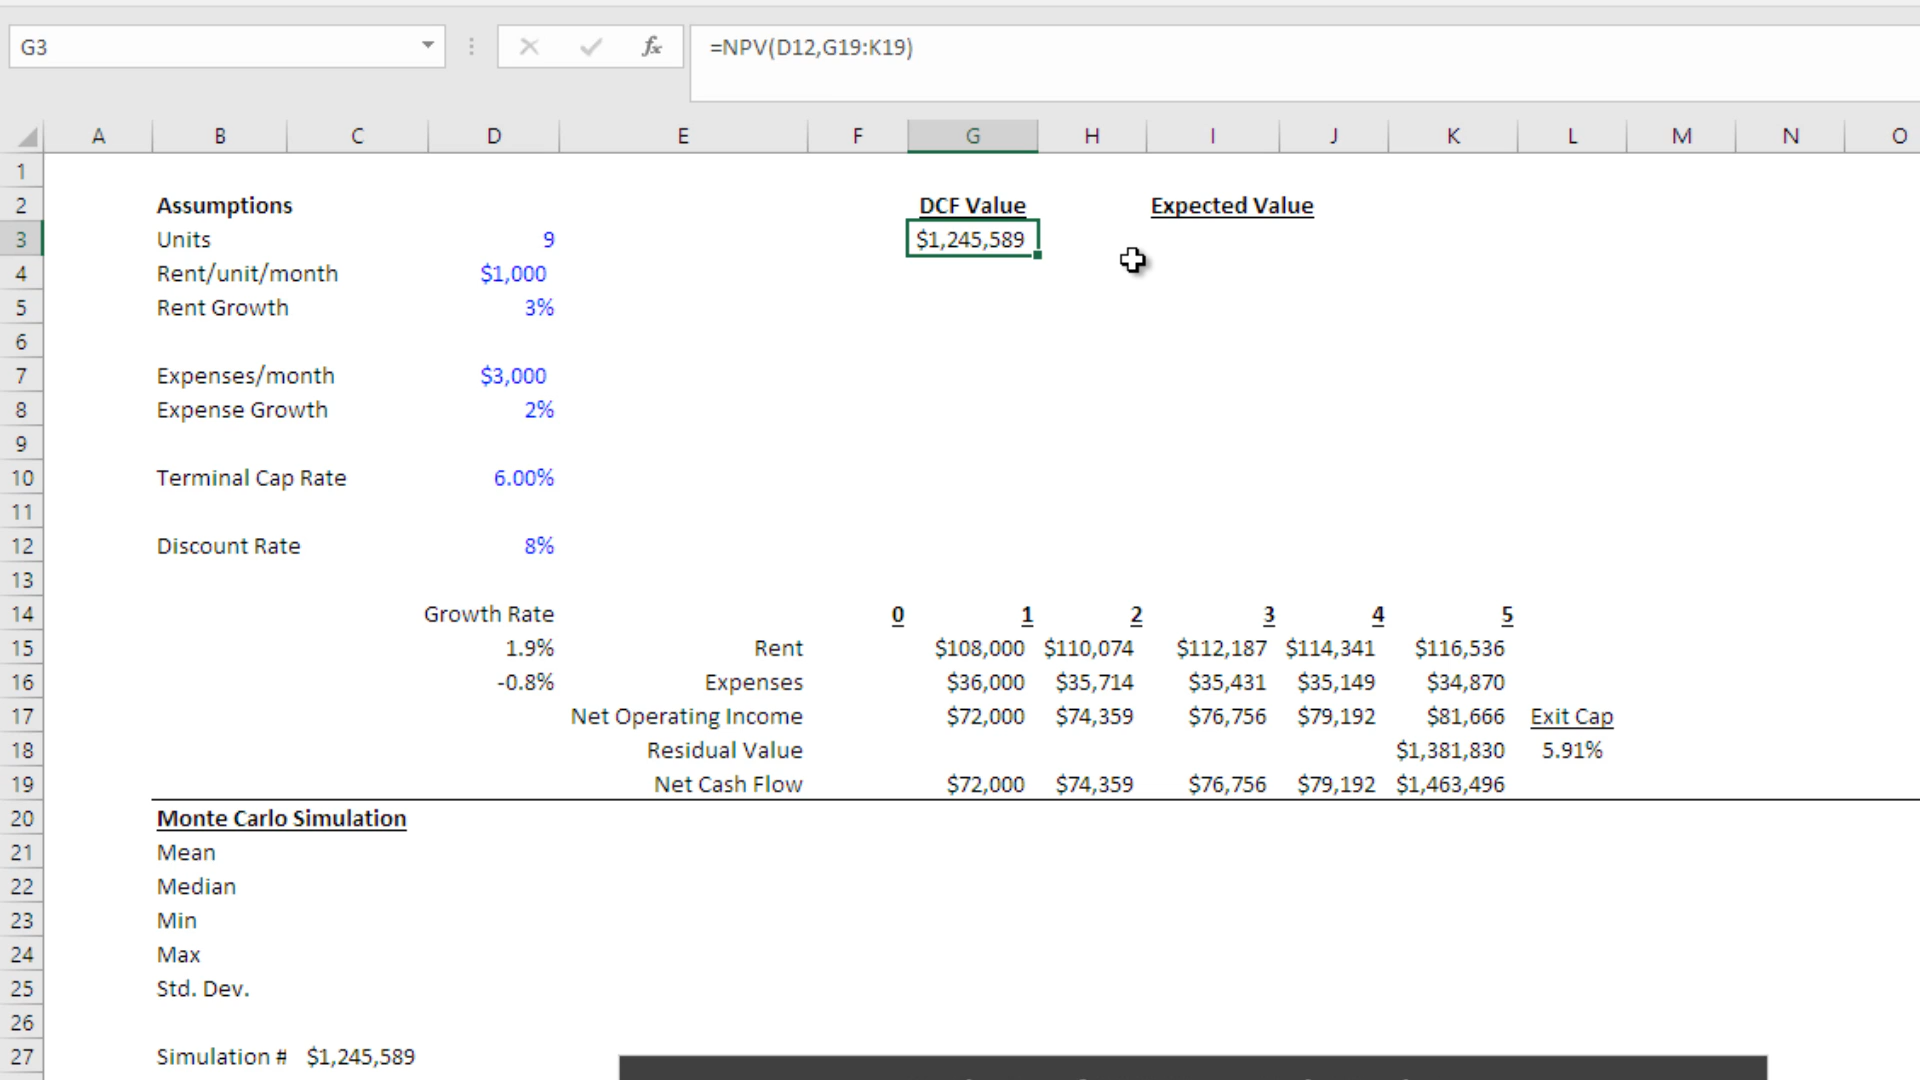 G3 fx =NPV(D12,G19:K19)
A B C D E F G H I J K L M N O
1
2 Assumptions DCF Value Expected Value
3 Units 9 $1,245,589
4 Rent/unit/month $1,000
5 Rent Growth 3%
6
7 Expenses/month $3,000
8 Expense Growth 2%
9
10 Terminal Cap Rate 6.00%
11
12 Discount Rate 8%
13
14 Growth Rate 0 1 2 3 4 5
15 1.9% Rent $108,000 $110,074 $112,187 $114,341 $116,536
16 -0.8% Expenses $36,000 $35,714 $35,431 $35,149 $34,870
17 Net Operating Income $72,000 $74,359 $76,756 $79,192 $81,666 Exit Cap
18 Residual Value $1,381,830 5.91%
19 Net Cash Flow $72,000 $74,359 $76,756 $79,192 $1,463,496
20 Monte Carlo Simulation
21 Mean
22 Median
23 Min
24 Max
25 Std. Dev.
26
27 Simulation # $1,245,589